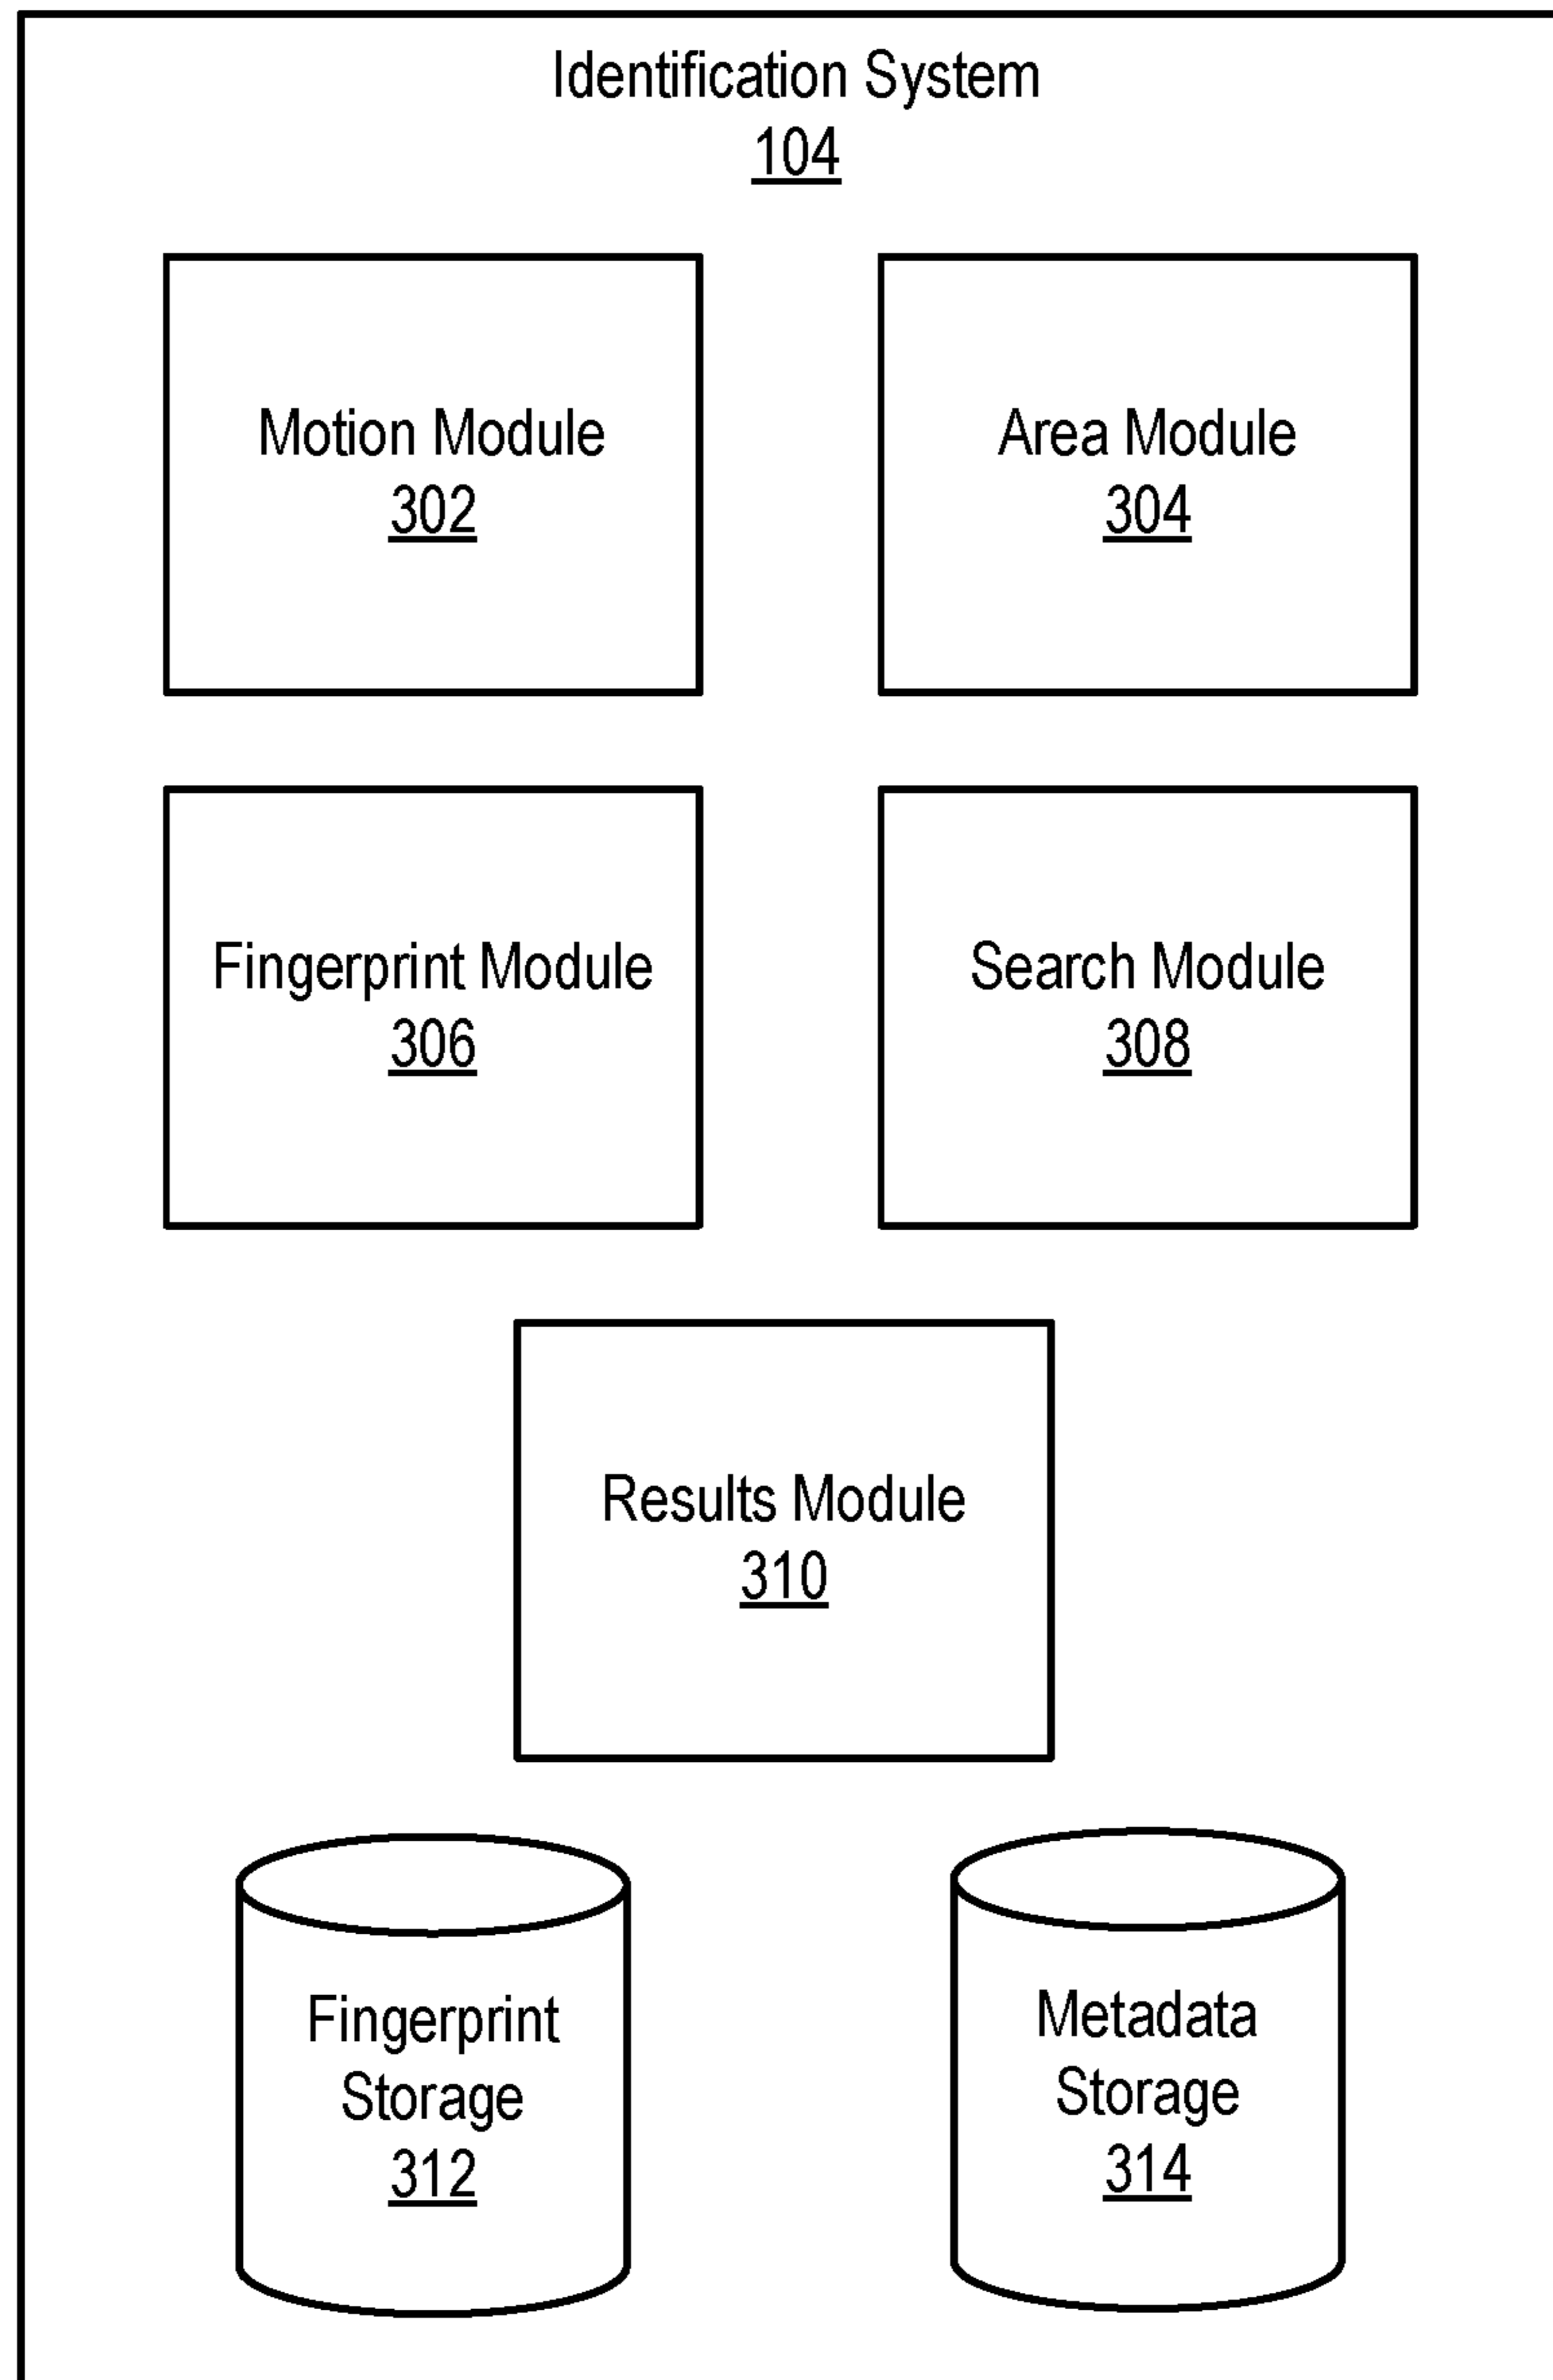 Identification System
104
Motion Module
302
Area Module
304
Fingerprint Module
306
Search Module
308
Results Module
310
Fingerprint
Storage
312
Metadata
Storage
314